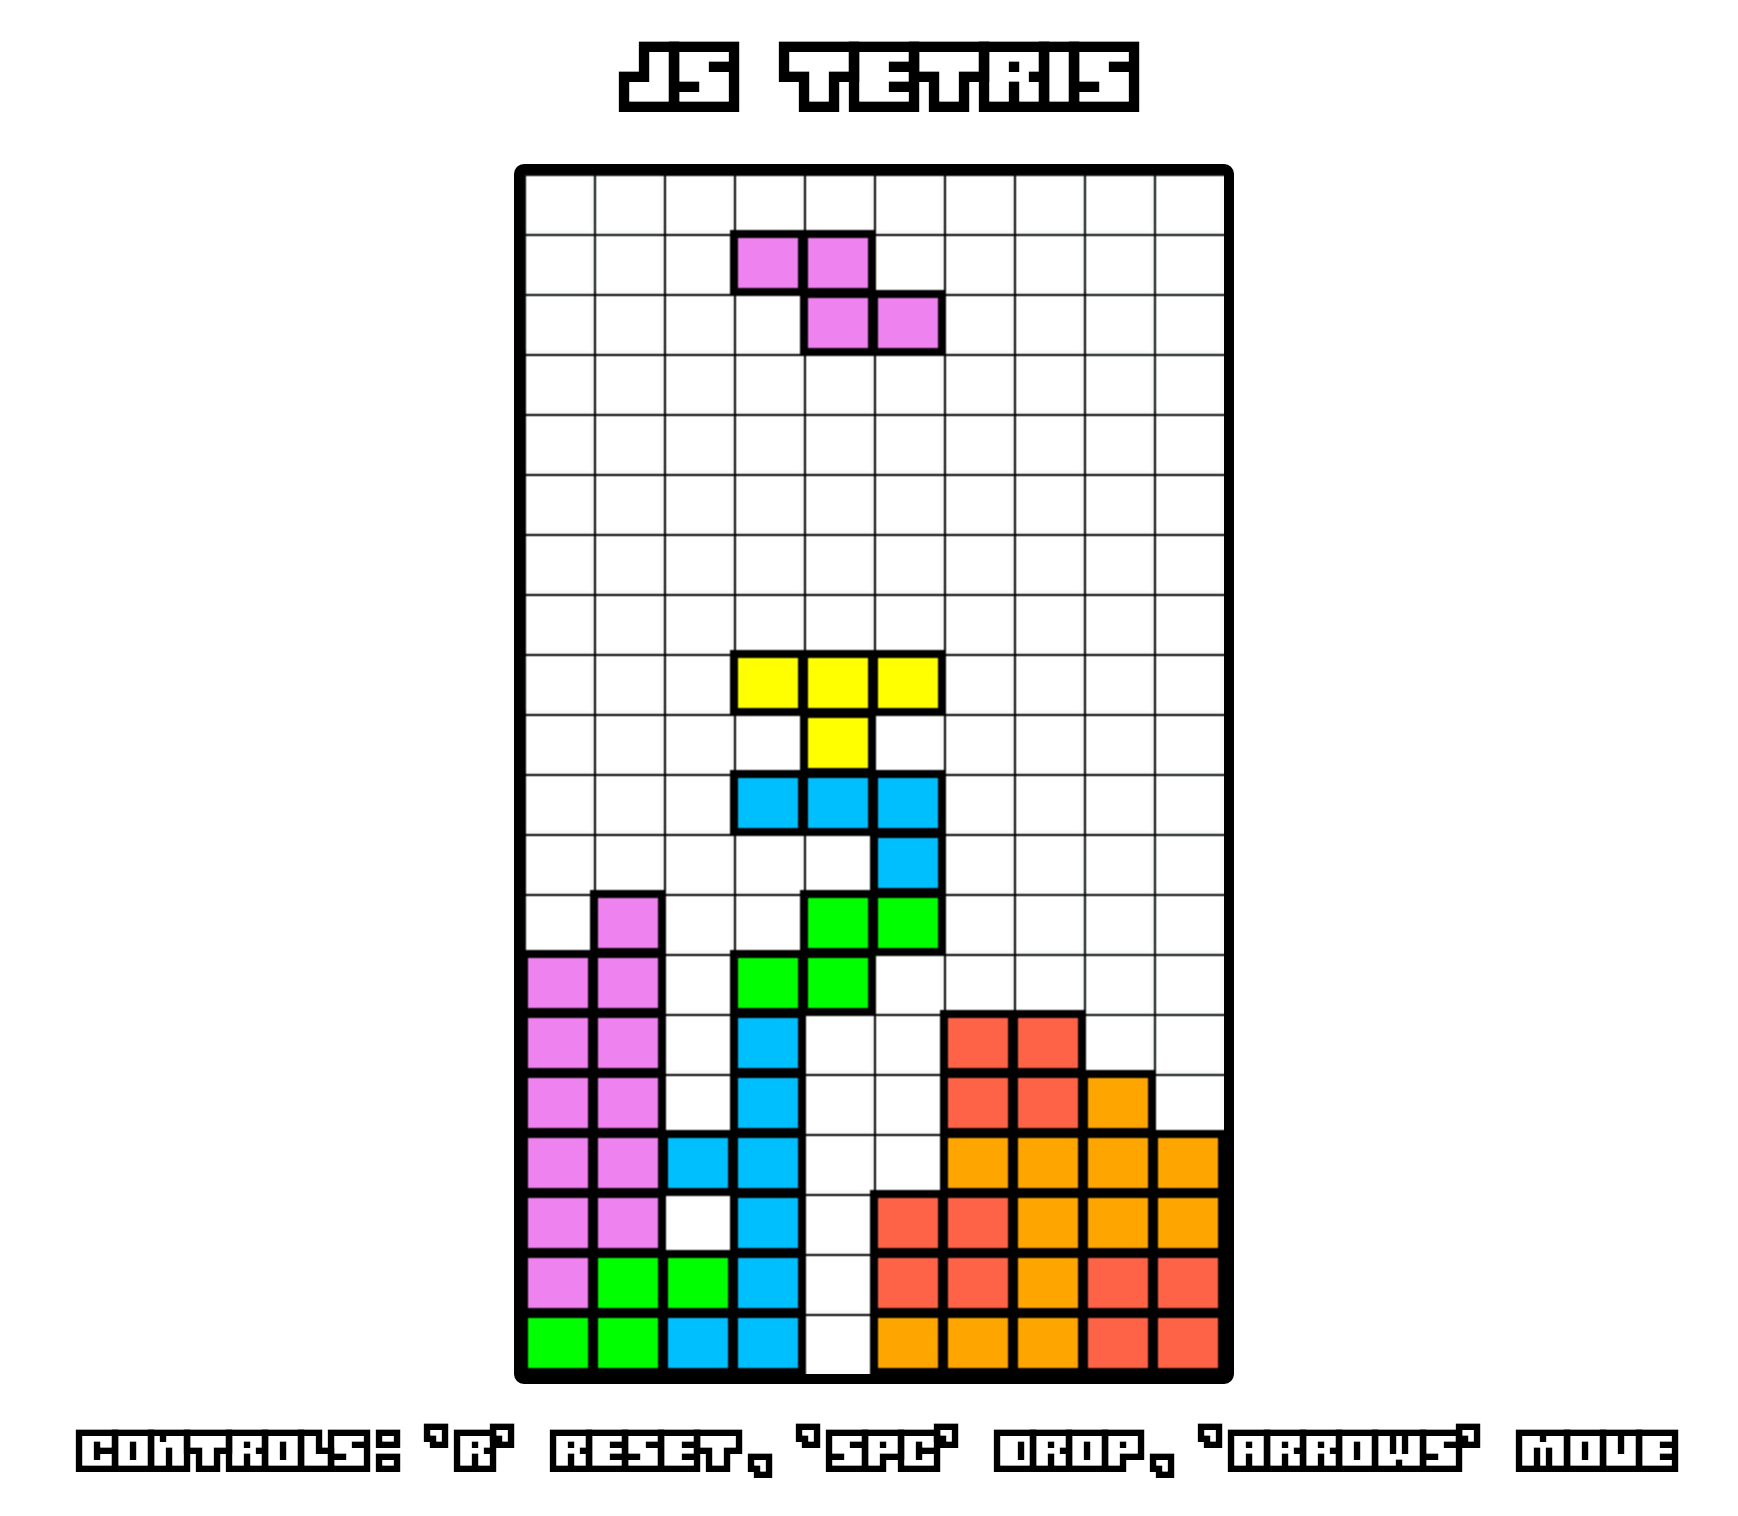 JS TETRIS
CONTROLS: 'R' RESET, 'SPC' DROP, 'ARROWS' MOVE